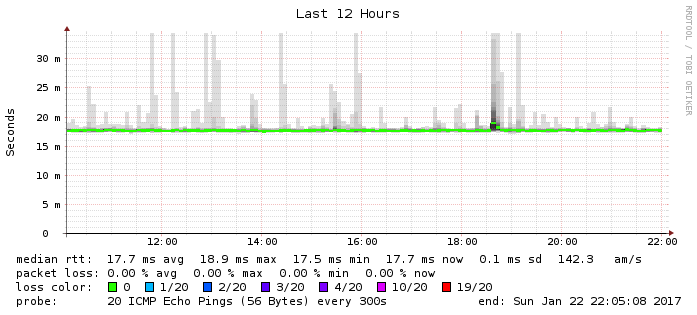 Last 12 Hours
RRDTOOL / TOBI OETIKER
Seconds
30 m
25 m
20 m
15 m
10 m
5 m
0
12:00 14:00 16:00 18:00 20:00 22:00
median rtt: 17.7 ms avg 18.9 ms max 17.5 ms min 17.7 ms now 0.1 ms sd 142.3 am/s
packet loss: 0.00 % avg 0.00 % max 0.00 % min 0.00 % now
loss color: 0 1/20 2/20 3/20 4/20 10/20 19/20
probe: 20 ICMP Echo Pings (56 Bytes) every 300s end: Sun Jan 22 22:05:08 2017